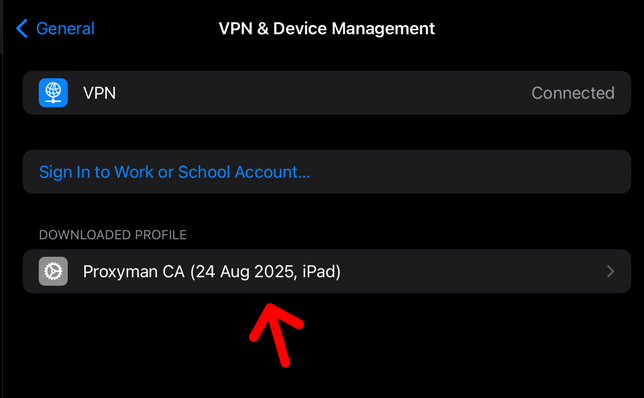 General
VPN & Device Management
VPN
Connected
Sign In to Work or School Account...
DOWNLOADED PROFILE
Proxyman CA (24 Aug 2025, iPad)